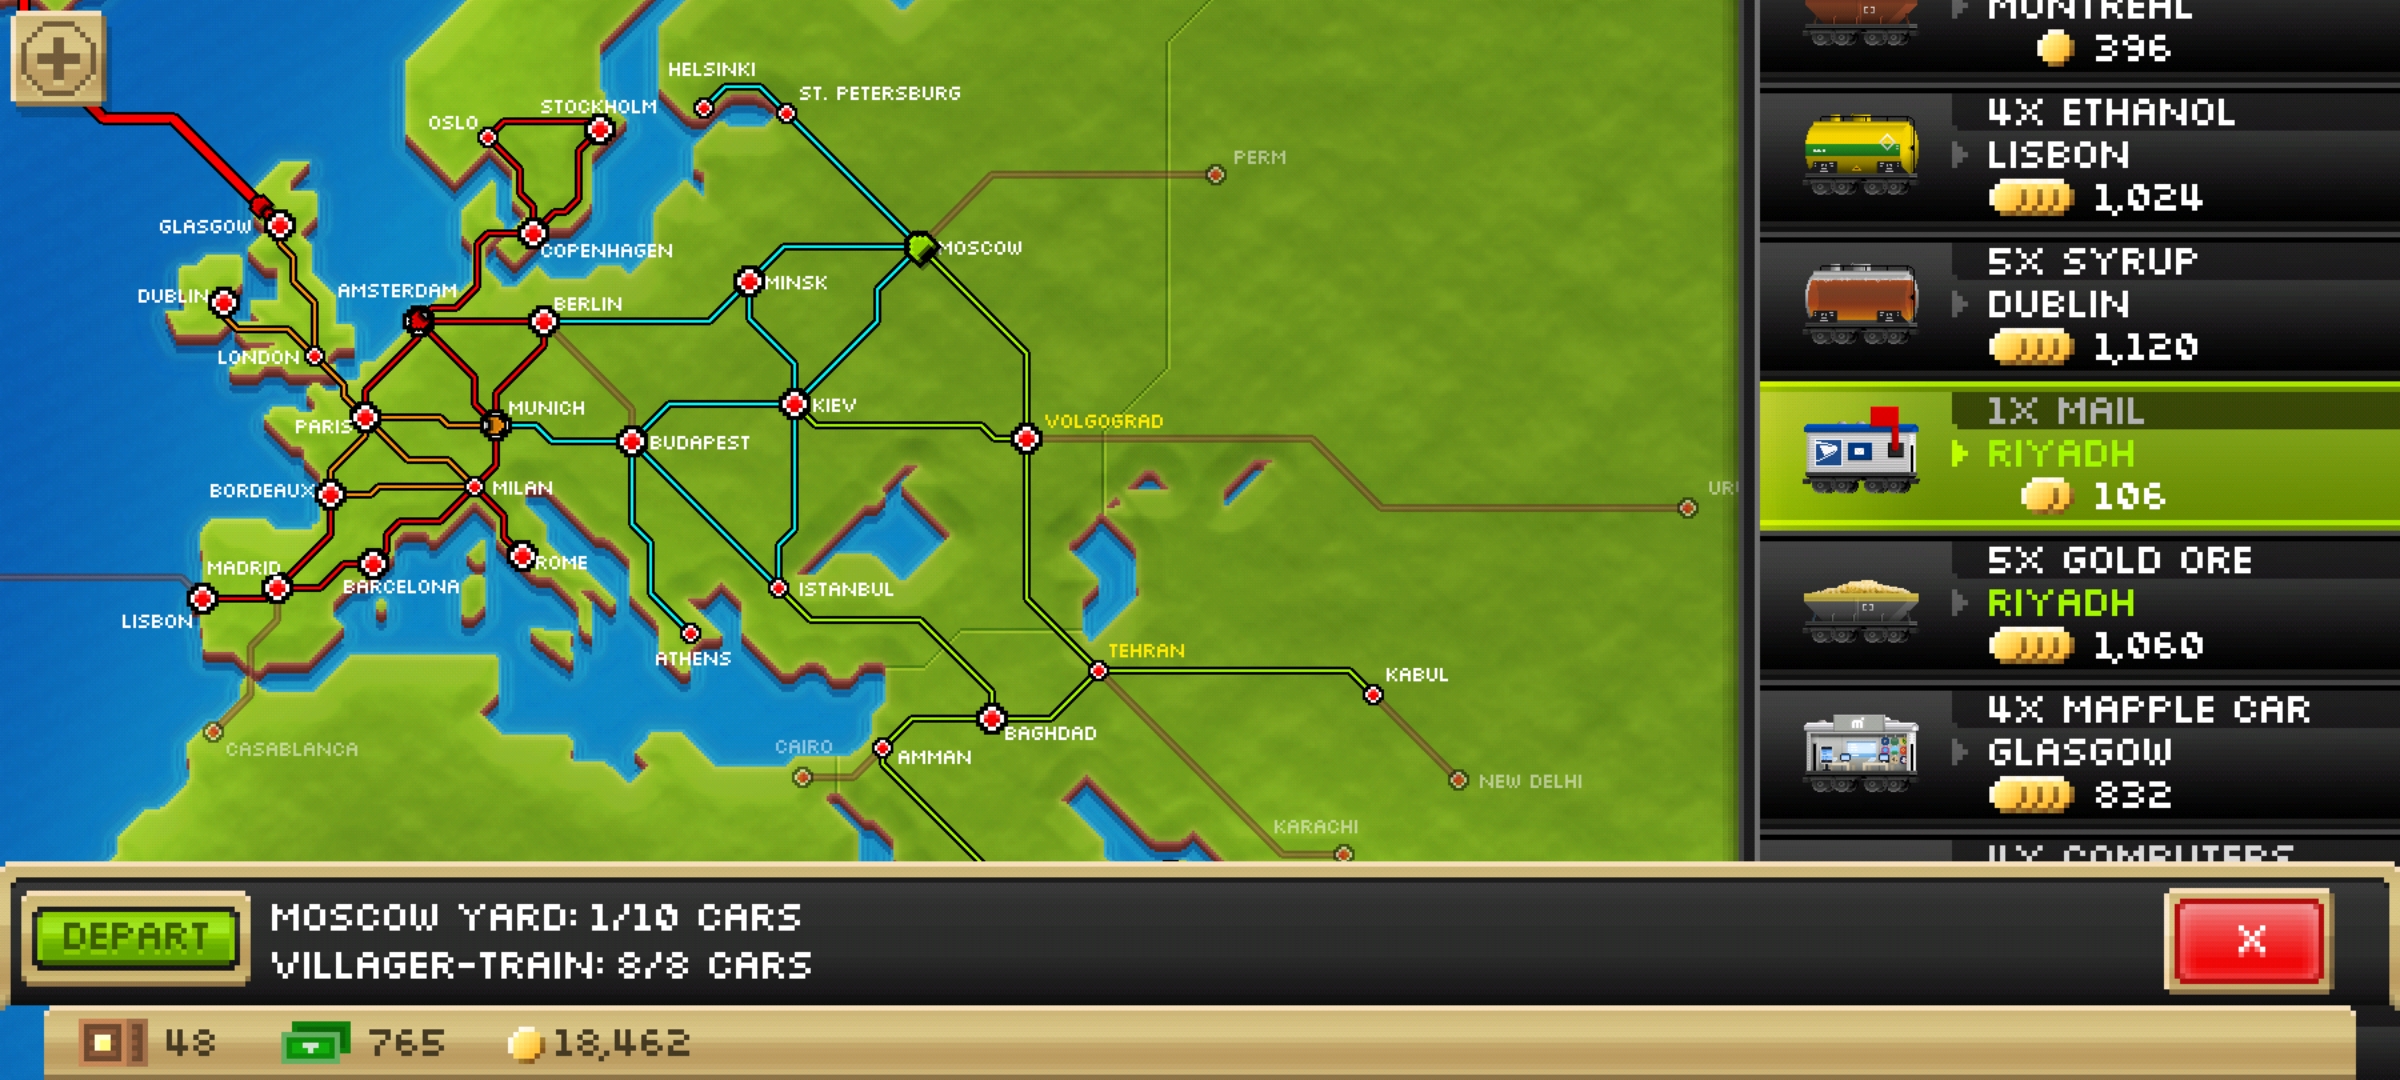 HELSINKI
ST. PETERSBURG
STOCKHOLM
OSLO
PERM
GLASGOW
COPENHAGEN
MOSCOW
MINSK
DUBLIN
AMSTERDAM
BERLIN
LONDON
MUNICH
KIEV
VOLGOGRAD
PARIS
BUDAPEST
BORDEAUX
MILAN
UR
MADRID
ROME
BARCELONA
ISTANBUL
LISBON
ATHENS
TEHRAN
KABUL
CASABLANCA
CAIRO
BAGHDAD
AMMAN
NEW DELHI
KARACHI
MONTREAL
396
4X ETHANOL
LISBON
1,024
5X SYRUP
DUBLIN
1,120
1X MAIL
RIYADH
106
5X GOLD ORE
RIYADH
1,060
4X MAPPLE CAR
GLASGOW
832
4X COMPUTERS
DEPART
MOSCOW YARD: 1/10 CARS
VILLAGER-TRAIN: 8/8 CARS
X
48
765
18,462